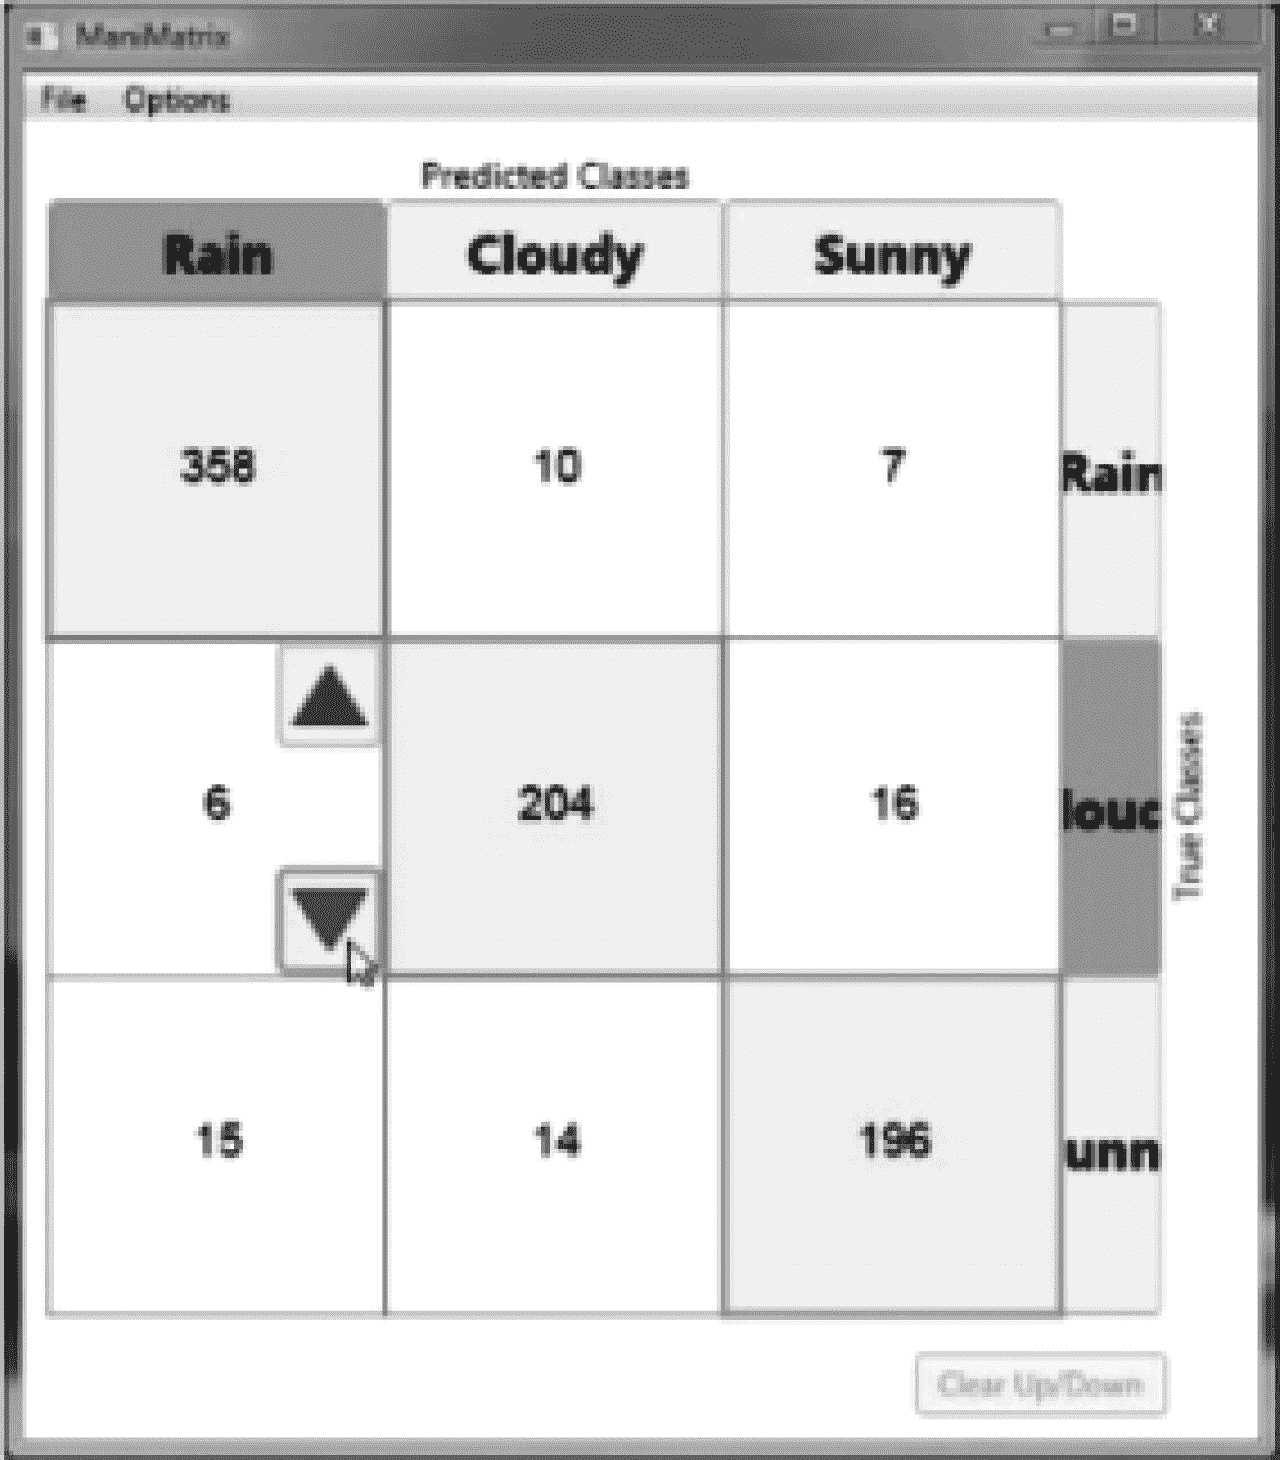 ManiMatrix
File Options
Predicted Classes
Rain Cloudy Sunny
358 10 7 Rain
6 204 16 louc
True Classes
15 14 196 unn
Clear Up/Down